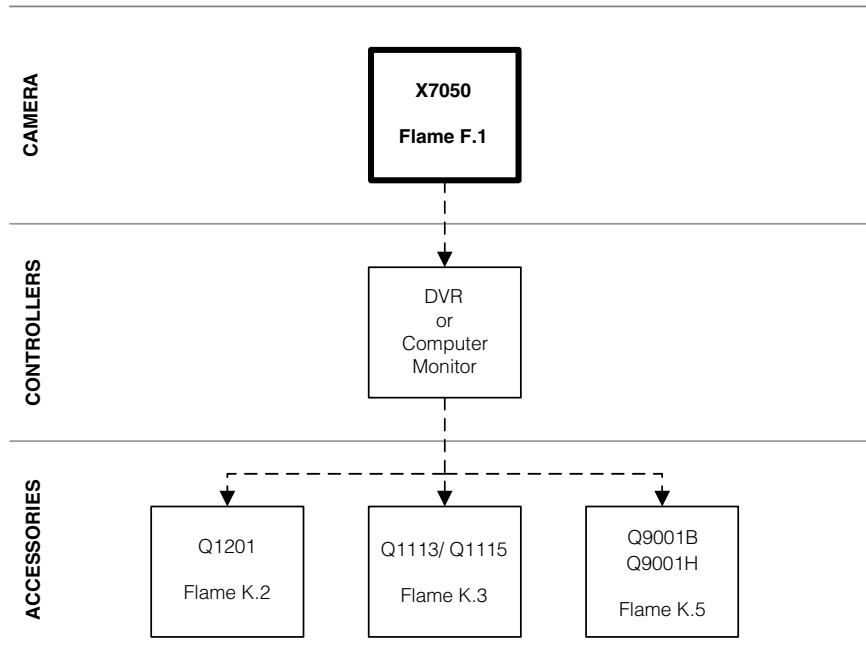 CAMERA
X7050
Flame F.1
CONTROLLERS
DVR
or
Computer
Monitor
ACCESSORIES
Q1201
Flame K.2
Q1113/ Q1115
Flame K.3
Q9001B
Q9001H
Flame K.5